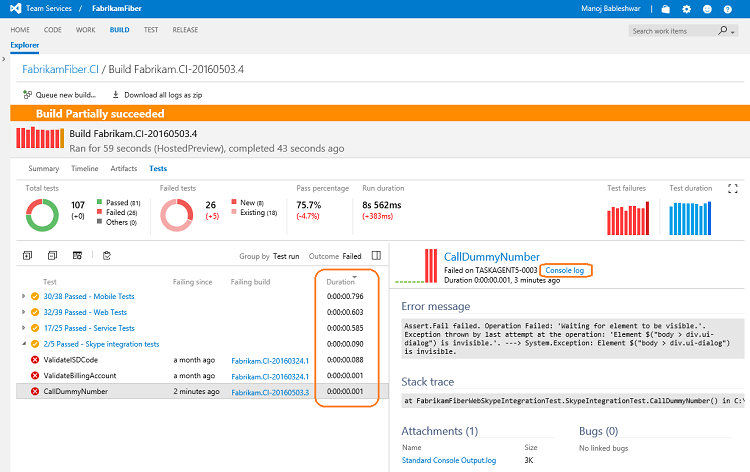 Team Services / FabrikamFiber
Manoj Bableshwar
HOME CODE WORK BUILD TEST RELEASE
Search work items
Explorer
FabrikamFiber.CI / Build Fabrikam.CI-20160503.4
Queue new build... Download all logs as zip
Build Partially succeeded
Build Fabrikam.CI-20160503.4
Ran for 59 seconds (HostedPreview), completed 43 seconds ago
Summary Timeline Artifacts Tests
Total tests
107
(+0)
Passed (81)
Failed (26)
Others (0)
Failed tests
26
(+5)
New (8)
Existing (18)
Pass percentage
75.7%
(-4.7%)
Run duration
8s 562ms
(+383ms)
Test failures
Test duration
Group by Test run Outcome Failed
Test Failing since Failing build Duration
30/38 Passed - Mobile Tests 0:00:00.796
32/39 Passed - Web Tests 0:00:00.603
17/25 Passed - Service Tests 0:00:00.585
2/5 Passed - Skype integration tests 0:00:00.090
ValidateISDCode a month ago Fabrikam.CI-20160324.1 0:00:00.088
ValidateBillingAccount a month ago Fabrikam.CI-20160324.1 0:00:00.001
CallDummyNumber 2 minutes ago Fabrikam.CI-20160503.3 0:00:00.001
CallDummyNumber
Failed on TASKAGENT5-0003 Console log
Duration 0:00:00.001, 3 minutes ago
Error message
Assert.Fail failed. Operation Failed: 'Waiting for element to be visible.'.
Exception thrown by last attempt at the operation: 'Element $("body > div.ui-
dialog") is invisible.'. ---> System.Exception: Element $("body > div.ui-dialog")
is invisible.
Stack trace
at FabrikamFiberWebSkypeIntegrationTest.SkypeIntegrationTest.CallDummyNumber() in C:\
Attachments (1)
Name Size
Standard Console Output.log 3K
Bugs (0)
No linked bugs